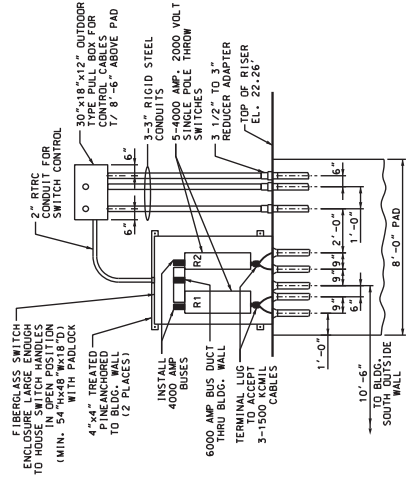 FIBERGLASS SWITCH
ENCLOSURE LARGE ENOUGH
TO HOUSE SWITCH HANDLES
IN OPEN POSITION
(MIN. 54"Hx48"Wx18"D)
WITH PADLOCK
2" RTRC
CONDUIT FOR
SWITCH CONTROL
30"x18"x12" OUTDOOR
TYPE PULL BOX FOR
CONTROL CABLES
T/ 8'-6" ABOVE PAD
4"x4" TREATED
PINEANCHORED
TO BLDG. WALL
(2 PLACES)
6"
6"
3-3" RIGID STEEL
CONDUITS
5-4000 AMP. 2000 VOLT
SINGLE POLE THROW
SWITCHES
INSTALL
4000 AMP
BUSES
R1
R2
6000 AMP BUS DUCT
THRU BLDG. WALL
3 1/2" TO 3"
REDUCER ADAPTER
TERMINAL LUG
TO ACCEPT
3-1500 KCMIL
CABLES
TOP OF RISER
EL. 22.26'
1'-0"
9"
6"
9"
9"
2'-0"
1'-0"
6"
10'-6"
TO BLDG.
SOUTH OUTSIDE
WALL
8'-0" PAD